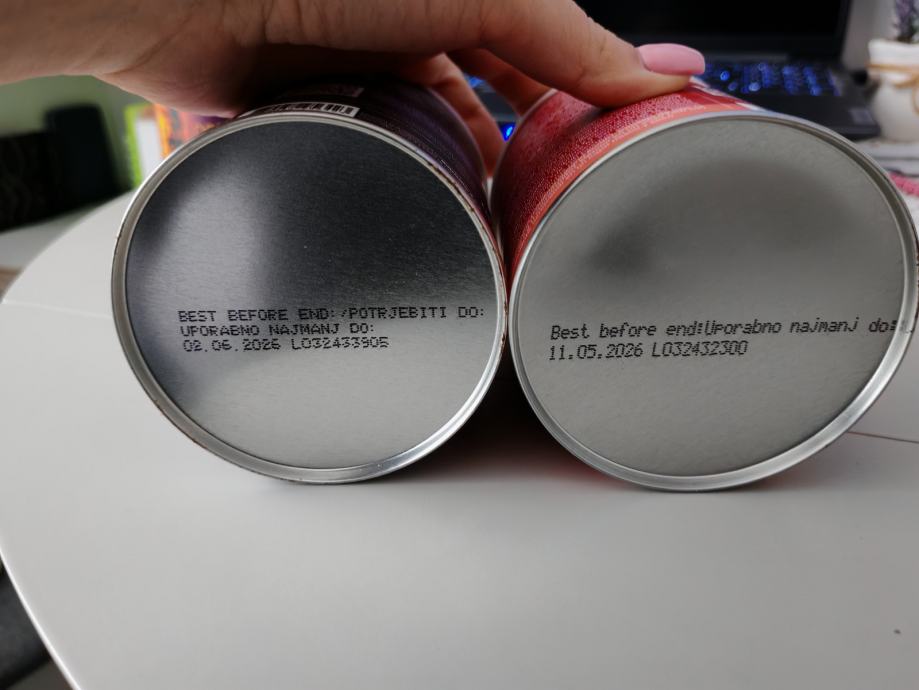 BEST BEFORE END:/POTRJEBITI DO:
UPORABNO NAJMANJ DO:
02.06.2026 L032433905
Best before end:Uporabno najmanj do:
11.05.2026 L032432300